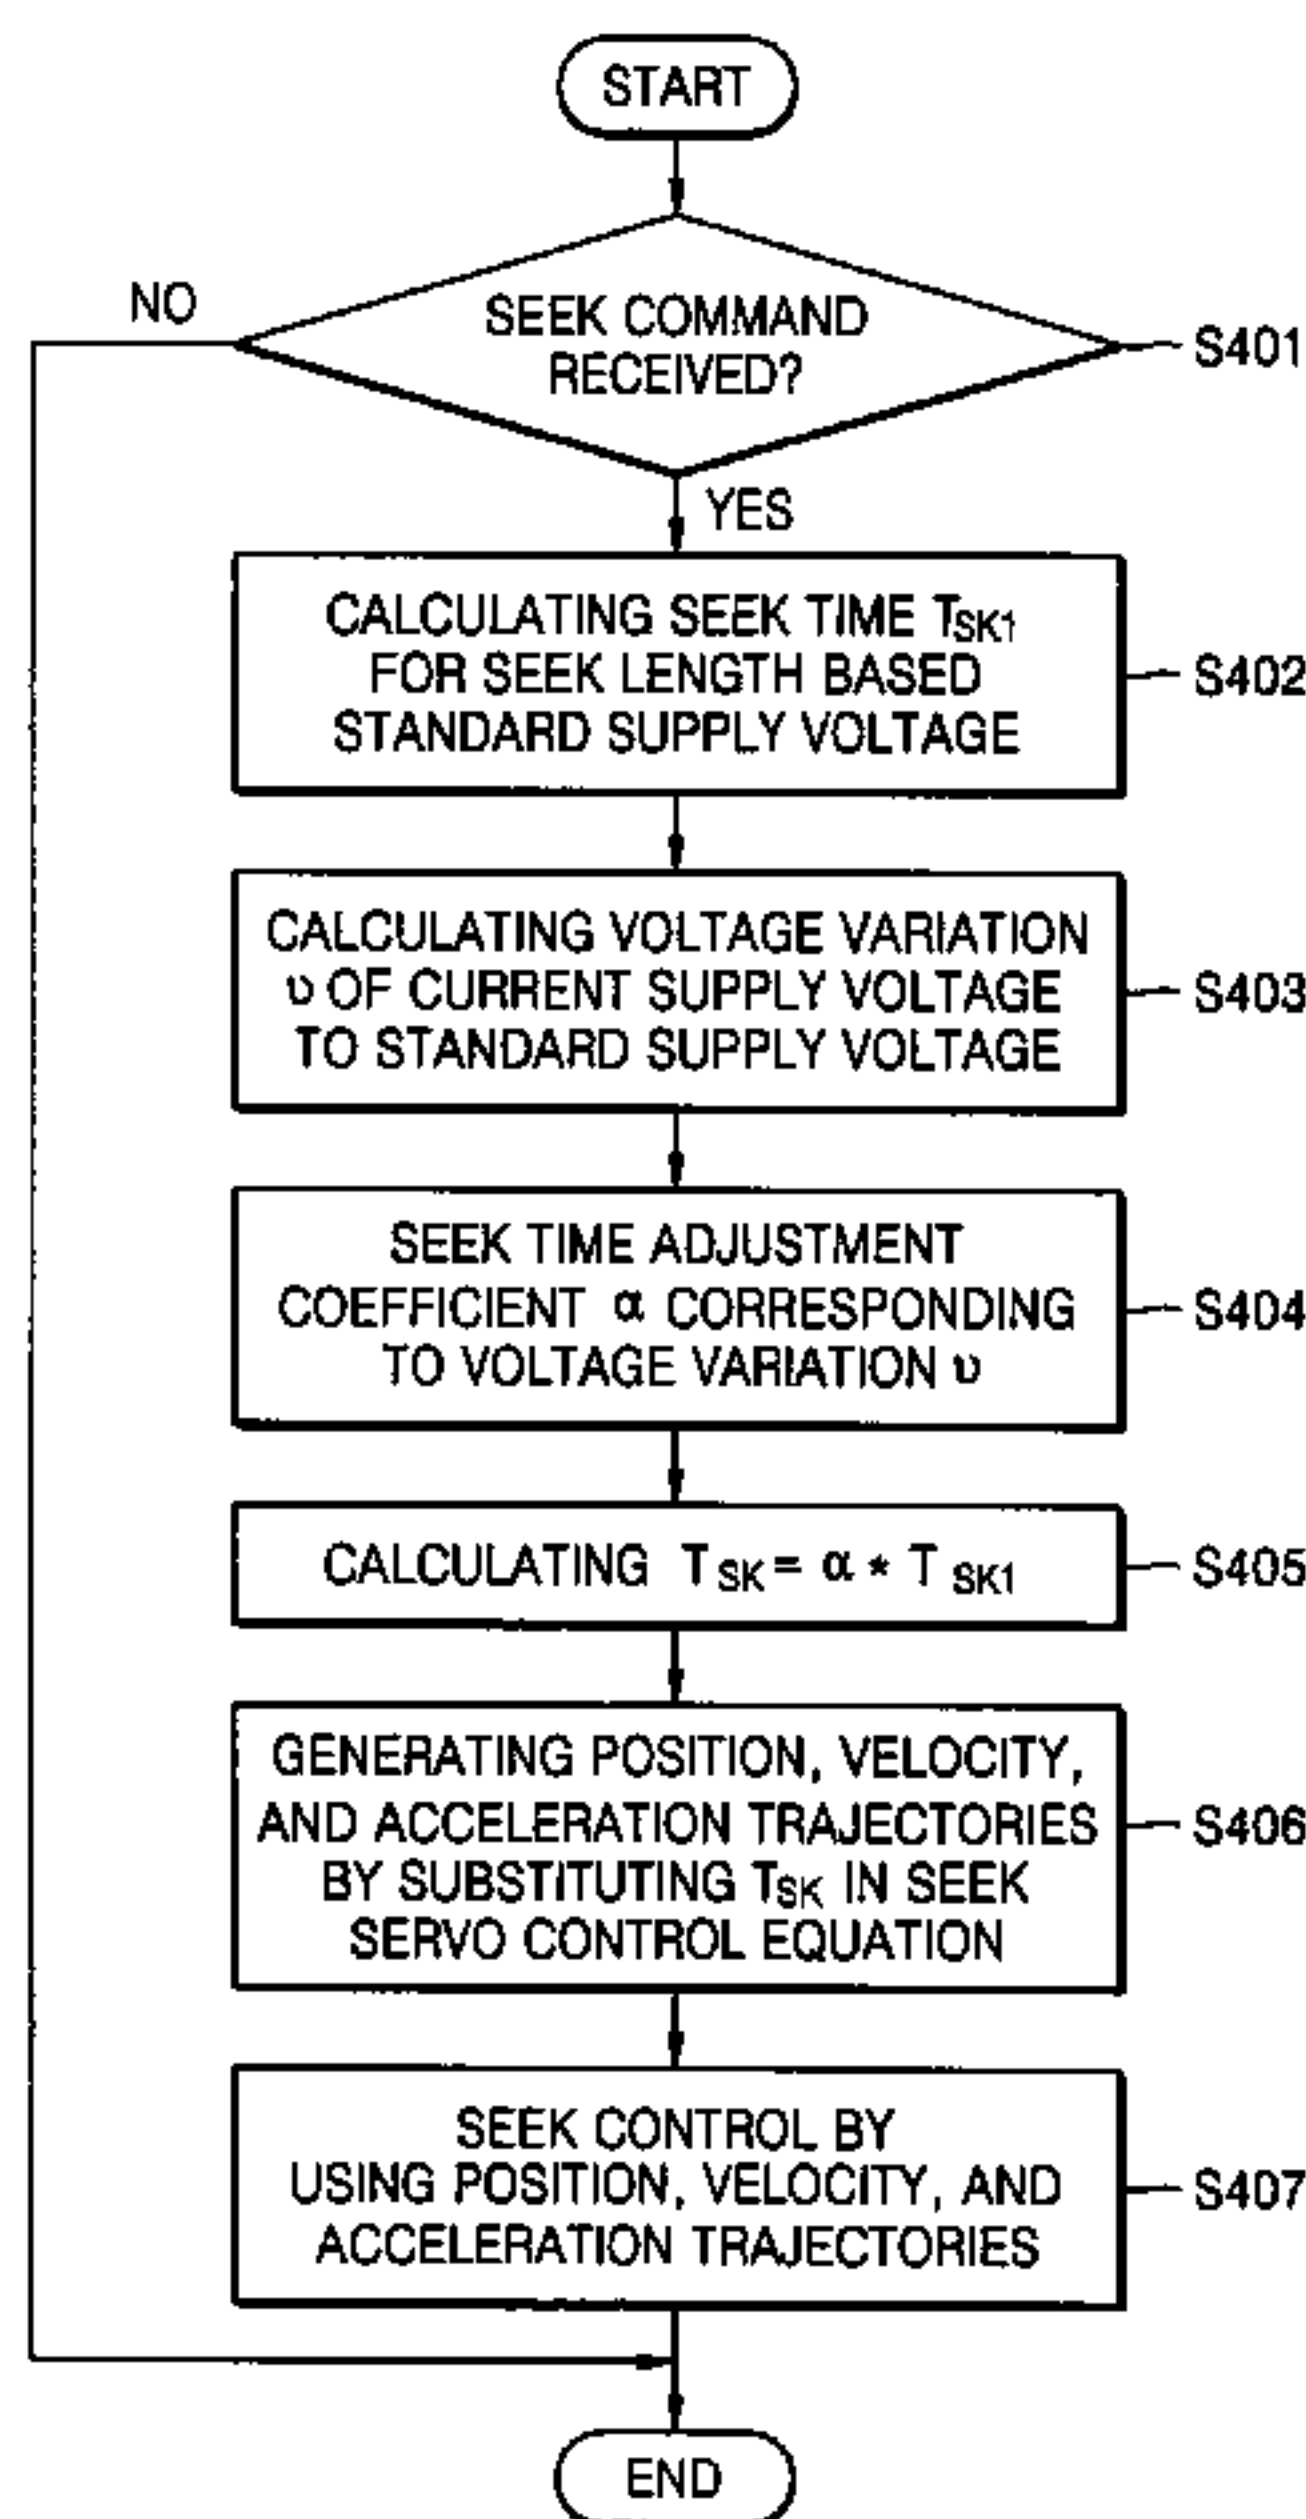 START
NO
SEEK COMMAND
RECEIVED?
S401
YES
CALCULATING SEEK TIME TSK1
FOR SEEK LENGTH BASED
STANDARD SUPPLY VOLTAGE
S402
CALCULATING VOLTAGE VARIATION
υ OF CURRENT SUPPLY VOLTAGE
TO STANDARD SUPPLY VOLTAGE
S403
SEEK TIME ADJUSTMENT
COEFFICIENT α CORRESPONDING
TO VOLTAGE VARIATION υ
S404
CALCULATING TSK = α * TSK1
S405
GENERATING POSITION, VELOCITY,
AND ACCELERATION TRAJECTORIES
BY SUBSTITUTING TSK IN SEEK
SERVO CONTROL EQUATION
S406
SEEK CONTROL BY
USING POSITION, VELOCITY, AND
ACCELERATION TRAJECTORIES
S407
END